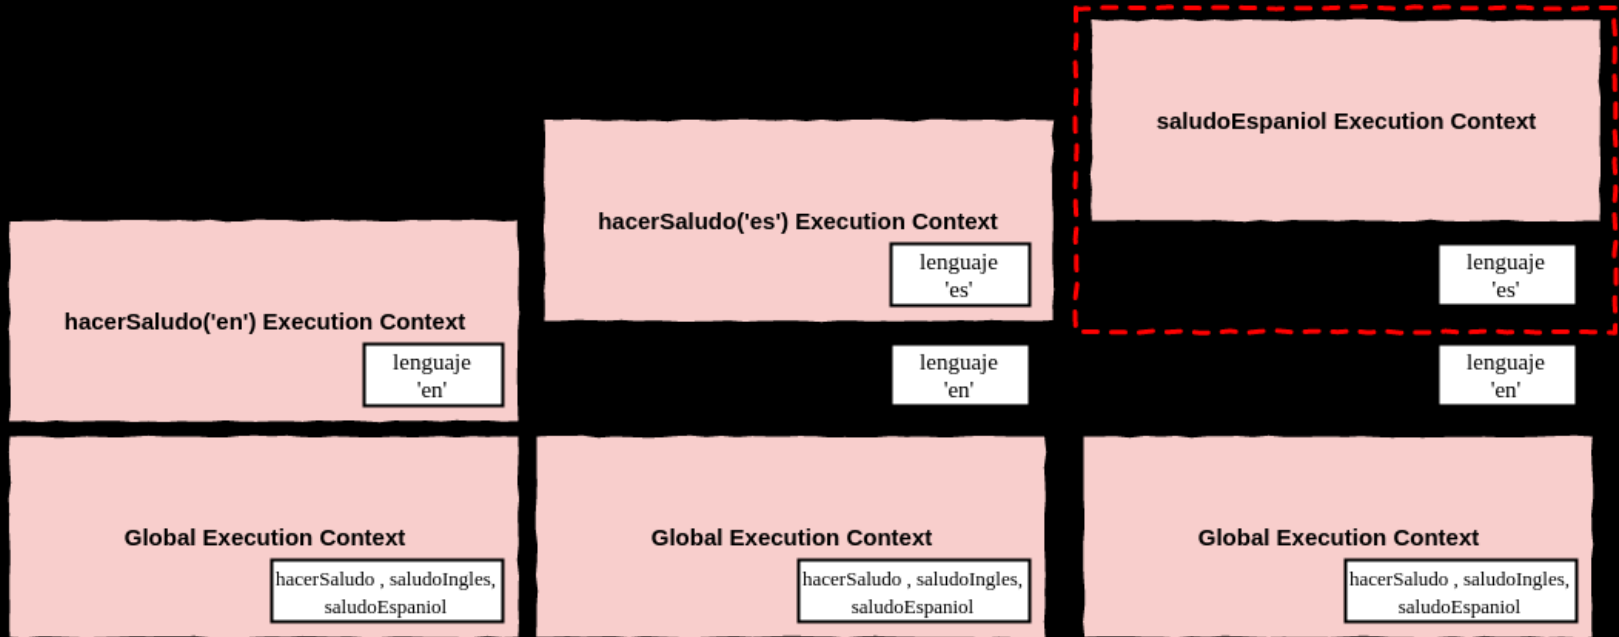 hacerSaludo('en') Execution Context
lenguaje
'en'
Global Execution Context
hacerSaludo , saludoIngles,
saludoEspaniol
hacerSaludo('es') Execution Context
lenguaje
'es'
lenguaje
'en'
Global Execution Context
hacerSaludo , saludoIngles,
saludoEspaniol
saludoEspaniol Execution Context
lenguaje
'es'
lenguaje
'en'
Global Execution Context
hacerSaludo , saludoIngles,
saludoEspaniol